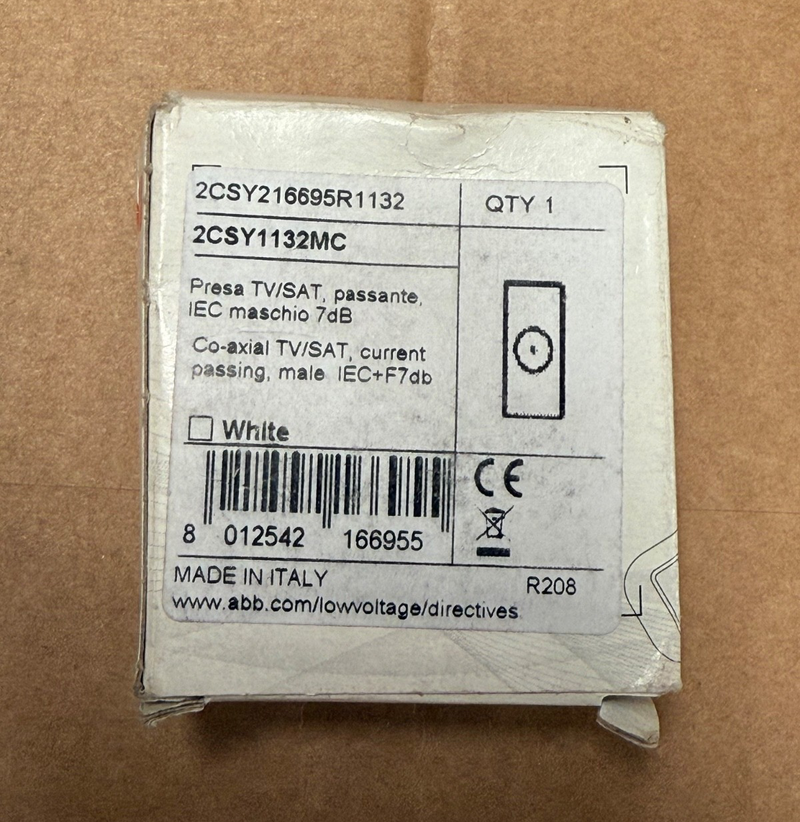 2CSY216695R1132
QTY 1
2CSY1132MC
Presa TV/SAT, passante,
IEC maschio 7dB
Co-axial TV/SAT, current
passing, male IEC+F7db
White
CE
8 012542 166955
MADE IN ITALY
R208
www.abb.com/lowvoltage/directives